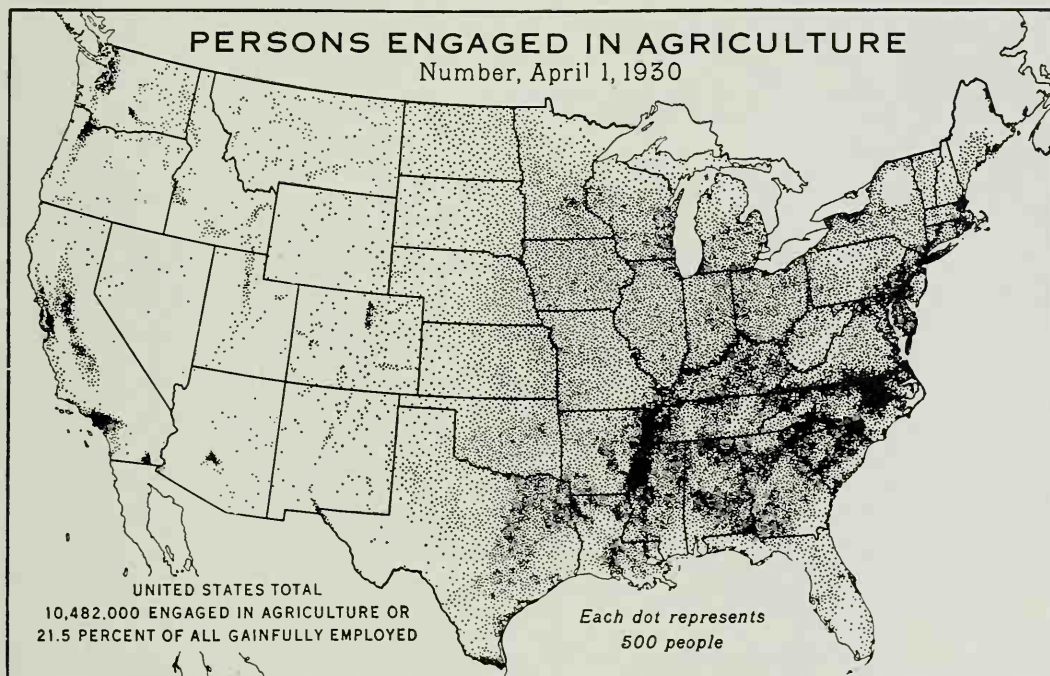 PERSONS ENGAGED IN AGRICULTURE
Number, April 1, 1930
UNITED STATES TOTAL
10,482,000 ENGAGED IN AGRICULTURE OR
21.5 PERCENT OF ALL GAINFULLY EMPLOYED
Each dot represents
500 people